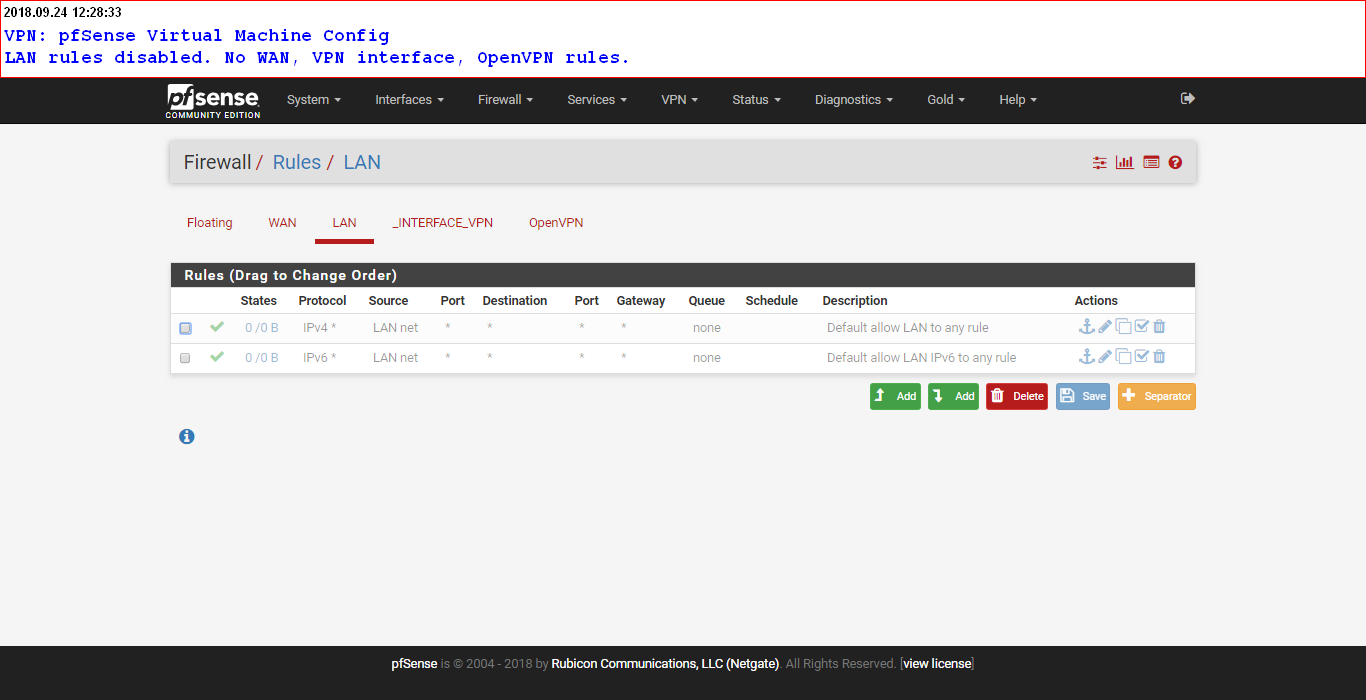 2018.09.24 12:28:33
VPN: pfSense Virtual Machine Config
LAN rules disabled. No WAN, VPN interface, OpenVPN rules.
pfsense System Interfaces Firewall Services VPN Status Diagnostics Gold Help
COMMUNITY EDITION
Firewall / Rules / LAN
Floating WAN LAN _INTERFACE_VPN OpenVPN
Rules (Drag to Change Order)
States Protocol Source Port Destination Port Gateway Queue Schedule Description Actions
0 /0 B IPv4 * LAN net * * * * none Default allow LAN to any rule
0 /0 B IPv6 * LAN net * * * * none Default allow LAN IPv6 to any rule
Add Add Delete Save Separator
pfSense is © 2004 - 2018 by Rubicon Communications, LLC (Netgate). All Rights Reserved. [view license]